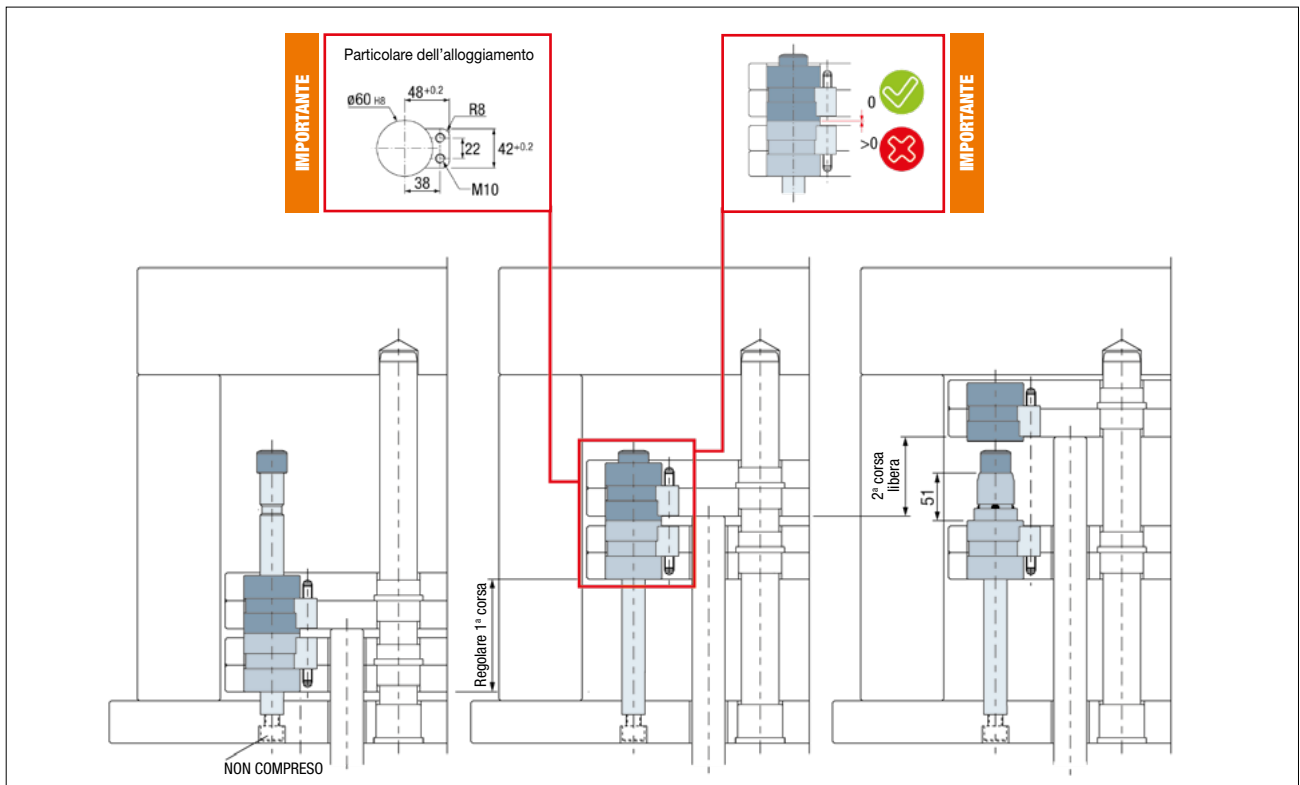 IMPORTANTE
Particolare dell'alloggiamento
ø60 H8
48+0.2
R8
22
42+0.2
38
M10
0
>0
IMPORTANTE
Regolare 1ª corsa
2ª corsa
libera
51
NON COMPRESO